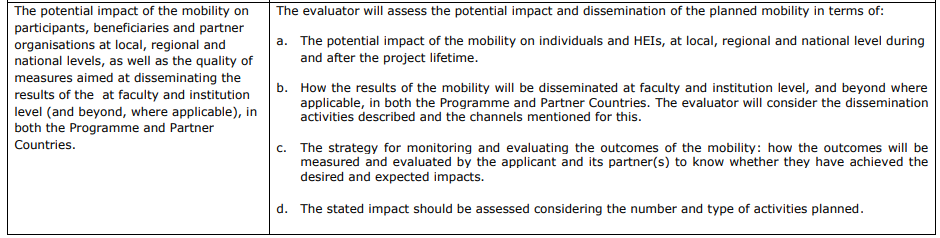 The potential impact of the mobility on
participants, beneficiaries and partner
organisations at local, regional and
national levels, as well as the quality of
measures aimed at disseminating the
results of the  at faculty and institution
level (and beyond, where applicable), in
both the Programme and Partner
Countries.
The evaluator will assess the potential impact and dissemination of the planned mobility in terms of:
a. The potential impact of the mobility on individuals and HEIs, at local, regional and national level during
and after the project lifetime.
b. How the results of the mobility will be disseminated at faculty and institution level, and beyond where
applicable, in both the Programme and Partner Countries. The evaluator will consider the dissemination
activities described and the channels mentioned for this.
c. The strategy for monitoring and evaluating the outcomes of the mobility: how the outcomes will be
measured and evaluated by the applicant and its partner(s) to know whether they have achieved the
desired and expected impacts.
d. The stated impact should be assessed considering the number and type of activities planned.